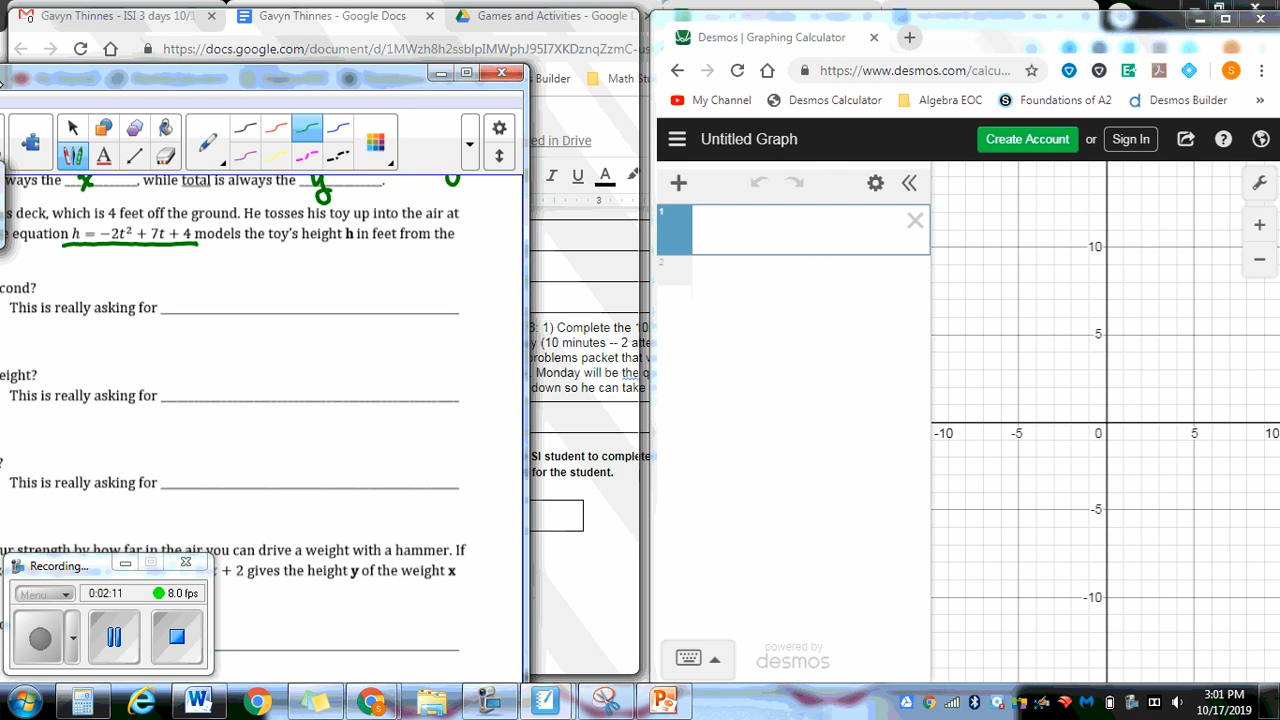 Gavyn Thinnes - ISI 3 days 10/1
Gavyn Thinnes - Google Docs
Games and Activities - Google D
https://docs.google.com/document/d/1MWzh8h2ssblpIMWphJ95I7XKDznqZzmC-us
Builder
Math Stu
ed in Drive
I U A
3
ways the x, while total is always the y.
s deck, which is 4 feet off the ground. He tosses his toy up into the air at
e equation h = −2t² + 7t + 4 models the toy's height h in feet from the
cond?
This is really asking for
eight?
This is really asking for
?
This is really asking for
ur strength by how far in the air you can drive a weight with a hammer. If
+ 2 gives the height y of the weight x
3: 1) Complete the 10
y (10 minutes -- 2 atte
problems packet that w
Monday will be the q
down so he can take
SI student to complete
for the student.
Recording...
Menu
0:02:11
8.0 fps
Desmos | Graphing Calculator
https://www.desmos.com/calcu...
My Channel
Desmos Calculator
Algebra EOC
Foundations of A2
Desmos Builder
»
Untitled Graph
Create Account
or
Sign In
1
2
10
5
-10
-5
0
5
10
-5
-10
powered by
desmos
3:01 PM
10/17/2019